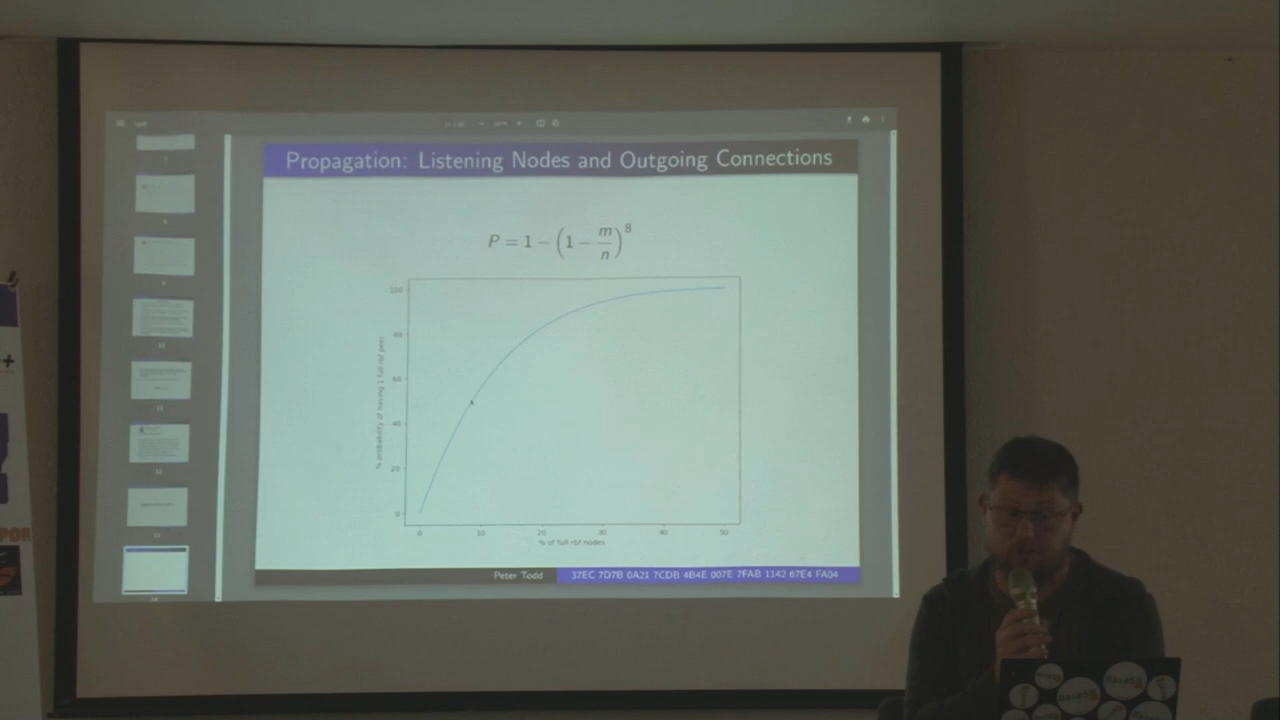 Propagation: Listening Nodes and Outgoing Connections
P = 1 − (1 − m/n)^8
100
80
60
40
20
0
% probability of having 1 full rbf peer
0 10 20 30 40 50
% of full-rbf nodes
Peter Todd 37EC 7D7B 0A21 7CDB 4B4E 007E 7FAB 1142 67E4 FA04